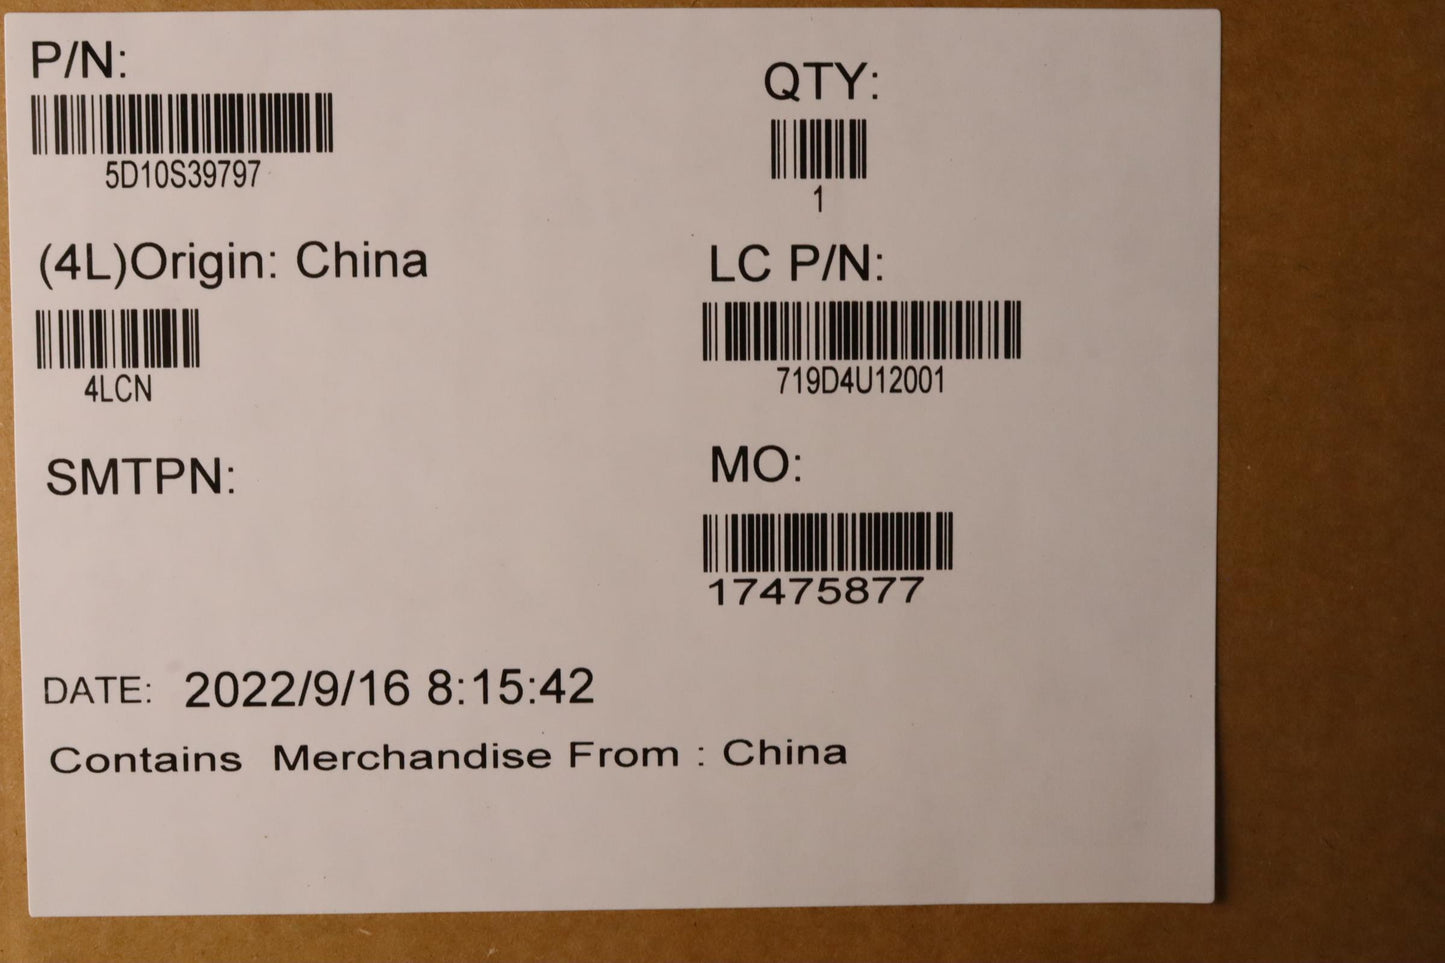 P/N:
5D10S39797
QTY:
1
(4L)Origin: China
4LCN
LC P/N:
719D4U12001
SMTPN:
MO:
17475877
DATE: 2022/9/16 8:15:42
Contains Merchandise From : China